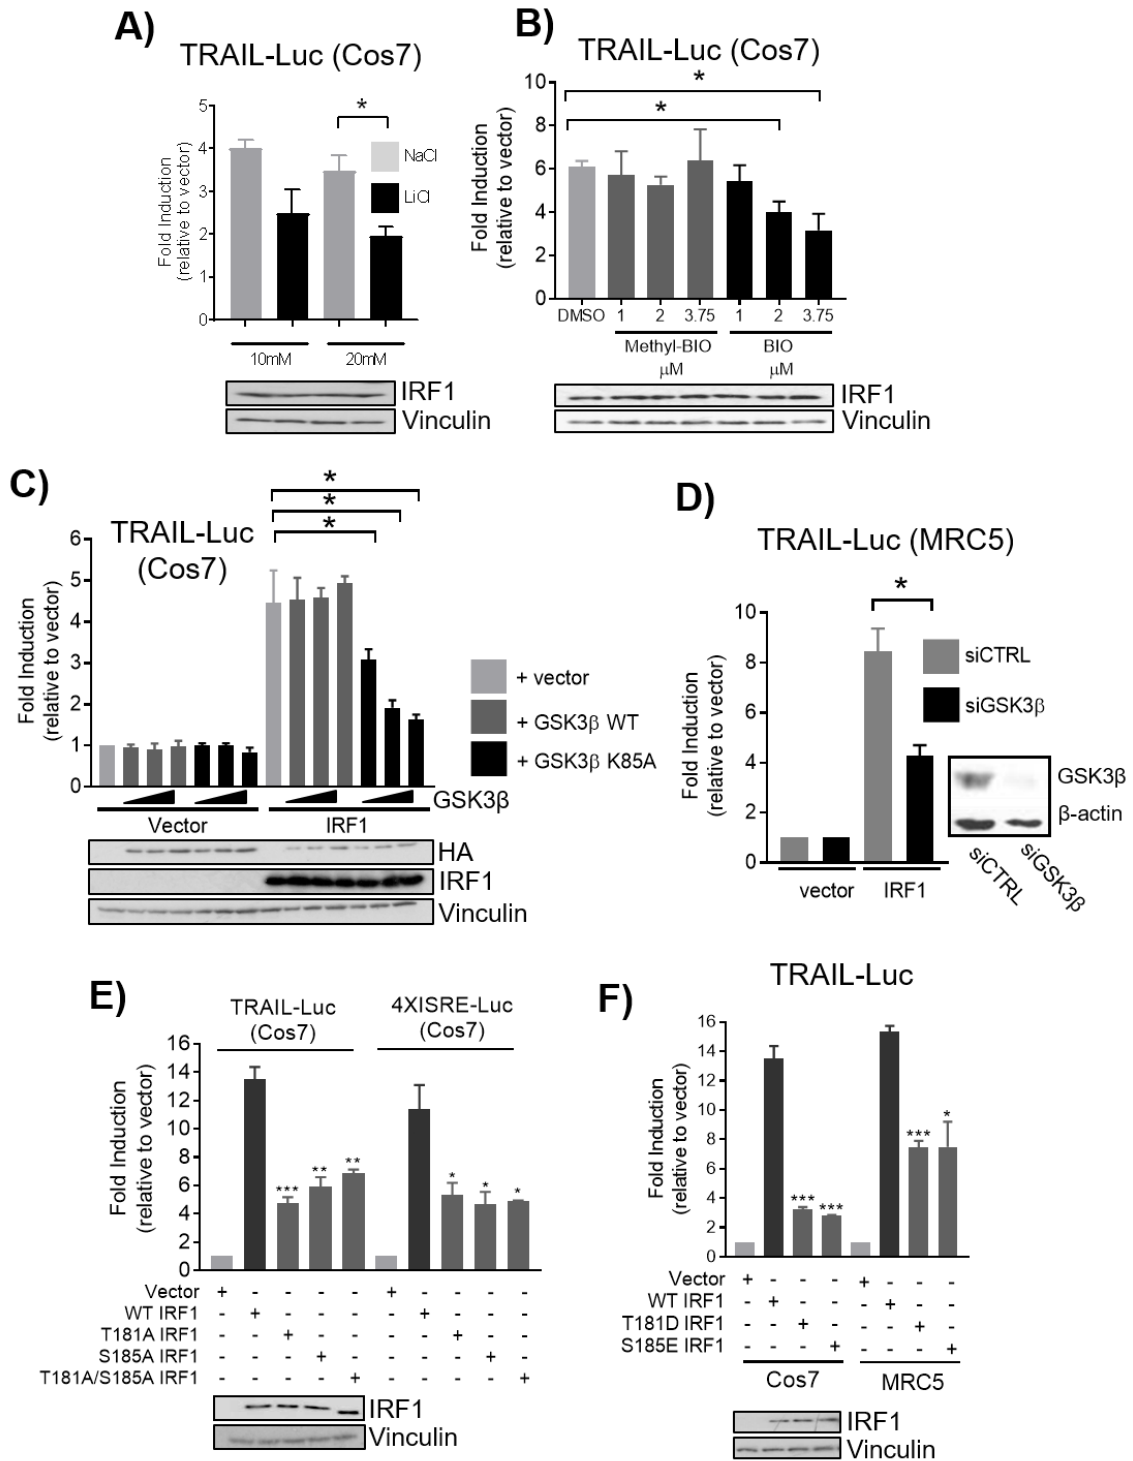 A)
TRAIL-Luc (Cos7)
Fold Induction
(relative to vector)
5
4
3
2
1
0
*
NaCl
LiCl
10mM
20mM
IRF1
Vinculin
B)
TRAIL-Luc (Cos7)
Fold Induction
(relative to vector)
10
8
6
4
2
0
*
*
DMSO 1 2 3.75 1 2 3.75
Methyl-BIO BIO
μM μM
IRF1
Vinculin
C)
TRAIL-Luc
(Cos7)
Fold Induction
(relative to vector)
6
5
4
3
2
1
0
*
*
*
+ vector
+ GSK3β WT
+ GSK3β K85A
GSK3β
Vector IRF1
HA
IRF1
Vinculin
D)
TRAIL-Luc (MRC5)
Fold Induction
(relative to vector)
10
8
6
4
2
0
*
siCTRL
siGSK3β
vector IRF1
GSK3β
β-actin
siCTRL
siGSK3β
E)
TRAIL-Luc
(Cos7)
4XISRE-Luc
(Cos7)
Fold Induction
(relative to vector)
16
14
12
10
8
6
4
2
0
*** ** ** * * *
Vector + - - - - + - - - -
WT IRF1 - + - - - - + - - -
T181A IRF1 - - + - - - - + - -
S185A IRF1 - - - + - - - - + -
T181A/S185A IRF1 - - - - + - - - - +
IRF1
Vinculin
F)
TRAIL-Luc
Fold Induction
(relative to vector)
16
14
12
10
8
6
4
2
0
*** *** *** *
Vector + - - - + - - -
WT IRF1 - + - - - + - -
T181D IRF1 - - + - - - + -
S185E IRF1 - - - + - - - +
Cos7 MRC5
IRF1
Vinculin